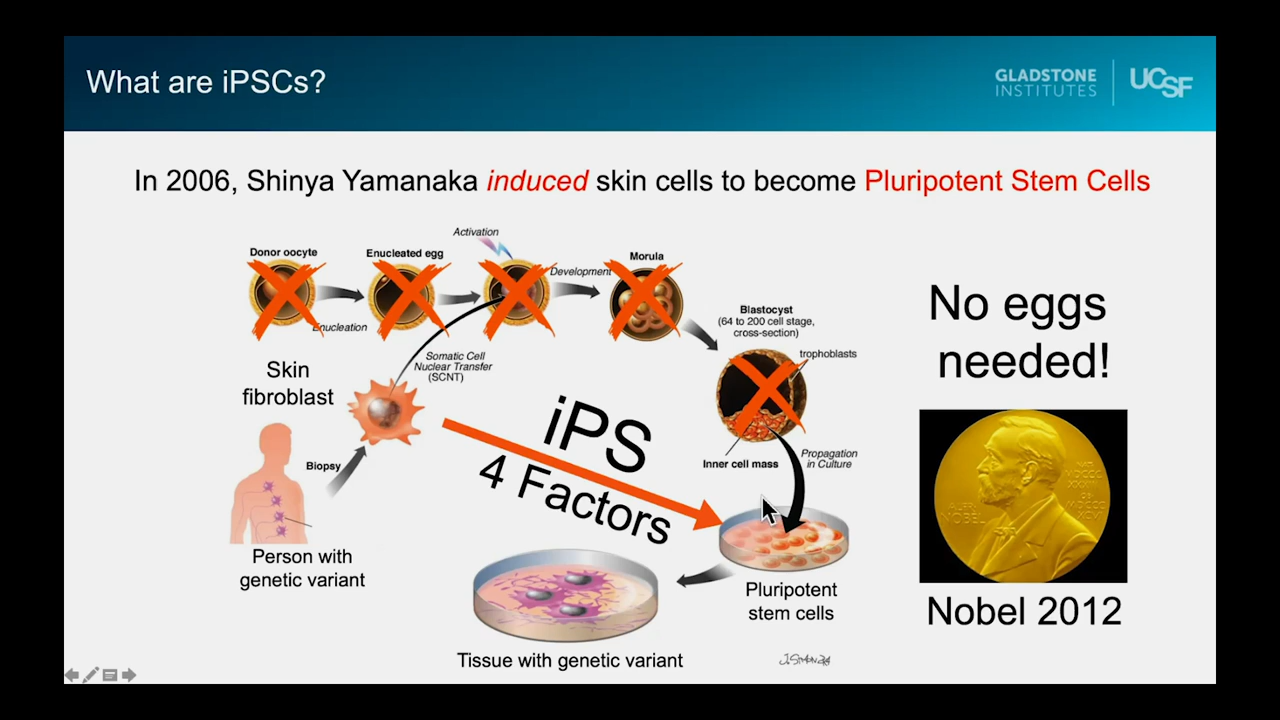 What are iPSCs?
GLADSTONE
INSTITUTES
UCSF
In 2006, Shinya Yamanaka induced skin cells to become Pluripotent Stem Cells
Activation
Donor oocyte
Enucleated egg
Development
Morula
Enucleation
Blastocyst
(64 to 200 cell stage,
cross-section)
trophoblasts
Somatic Cell
Nuclear Transfer
(SCNT)
Skin
fibroblast
No eggs
needed!
iPS
4 Factors
Biopsy
Inner cell mass
Propagation
in Culture
Person with
genetic variant
Pluripotent
stem cells
Nobel 2012
Tissue with genetic variant